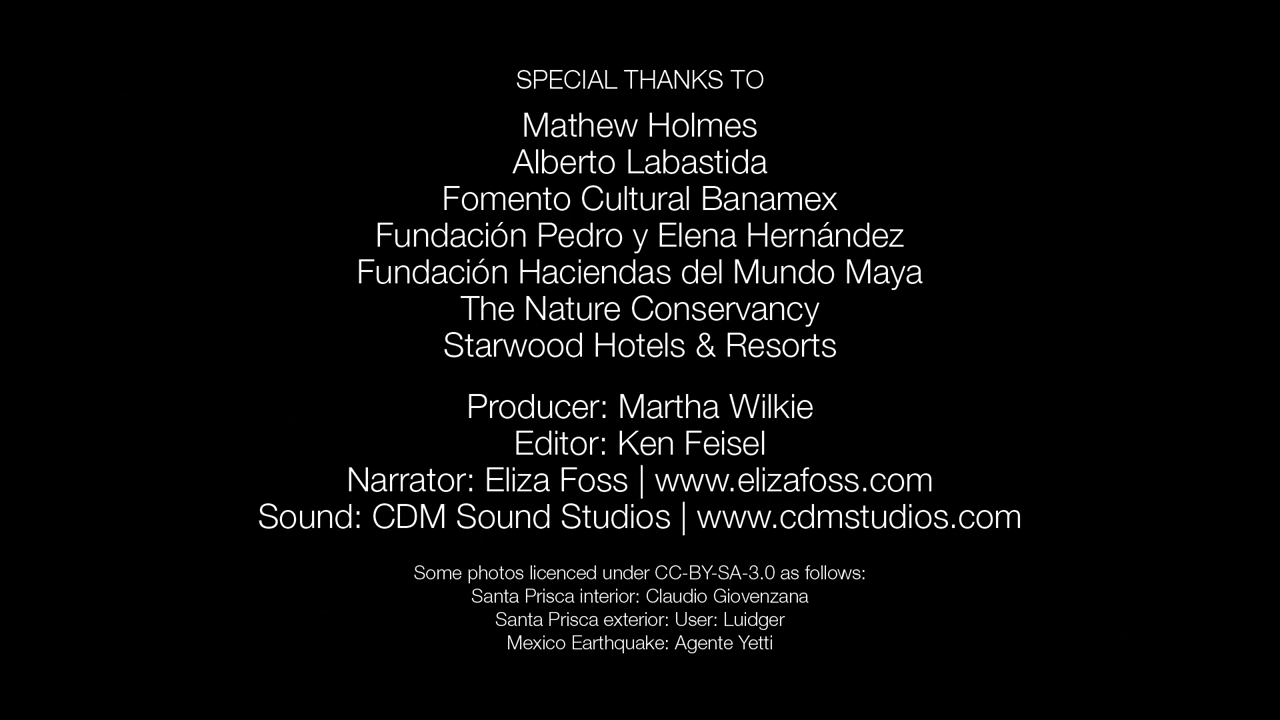 SPECIAL THANKS TO
Mathew Holmes
Alberto Labastida
Fomento Cultural Banamex
Fundación Pedro y Elena Hernández
Fundación Haciendas del Mundo Maya
The Nature Conservancy
Starwood Hotels & Resorts
Producer: Martha Wilkie
Editor: Ken Feisel
Narrator: Eliza Foss | www.elizafoss.com
Sound: CDM Sound Studios | www.cdmstudios.com
Some photos licenced under CC-BY-SA-3.0 as follows:
Santa Prisca interior: Claudio Giovenzana
Santa Prisca exterior: User: Luidger
Mexico Earthquake: Agente Yetti